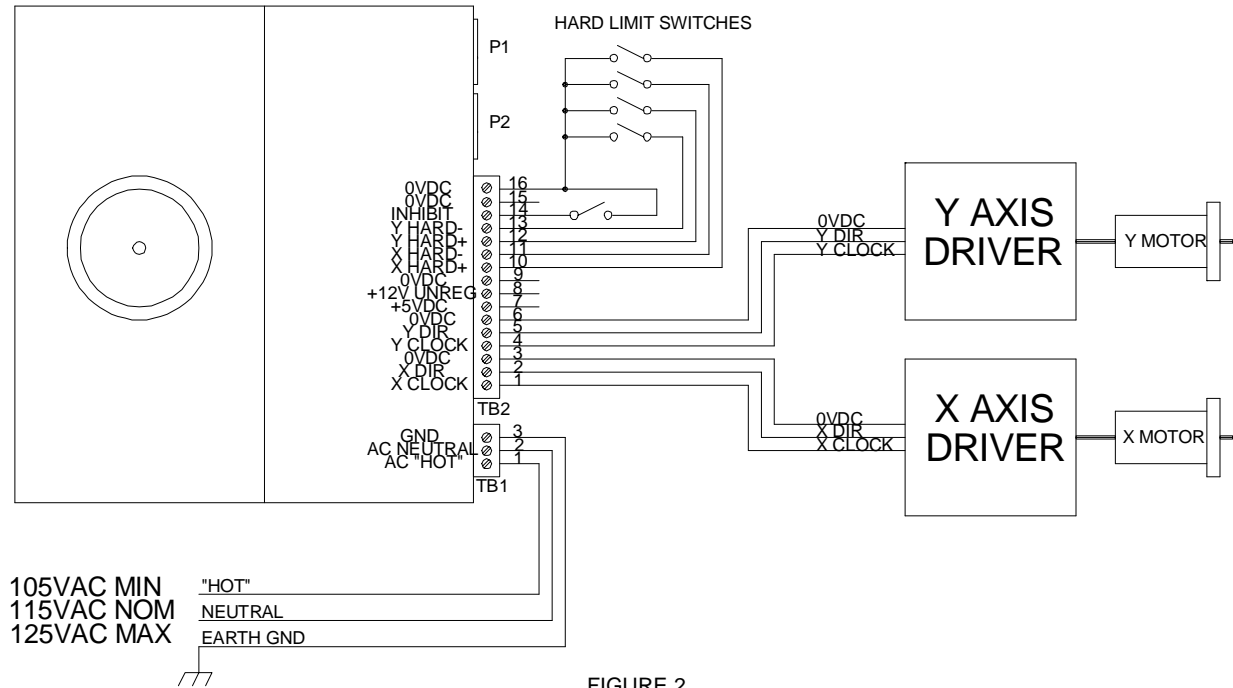 HARD LIMIT SWITCHES
P1
P2
0VDC 16
0VDC 15
INHIBIT 14
Y HARD- 13
Y HARD+ 12
X HARD- 11
X HARD+ 10
0VDC 9
+12V UNREG 8
+5VDC 7
0VDC 6
Y DIR 5
Y CLOCK 4
0VDC 3
X DIR 2
X CLOCK 1
TB2
GND 3
AC NEUTRAL 2
AC "HOT" 1
TB1
0VDC
Y DIR
Y CLOCK
Y AXIS
DRIVER
Y MOTOR
0VDC
X DIR
X CLOCK
X AXIS
DRIVER
X MOTOR
105VAC MIN "HOT"
115VAC NOM NEUTRAL
125VAC MAX EARTH GND
FIGURE 2